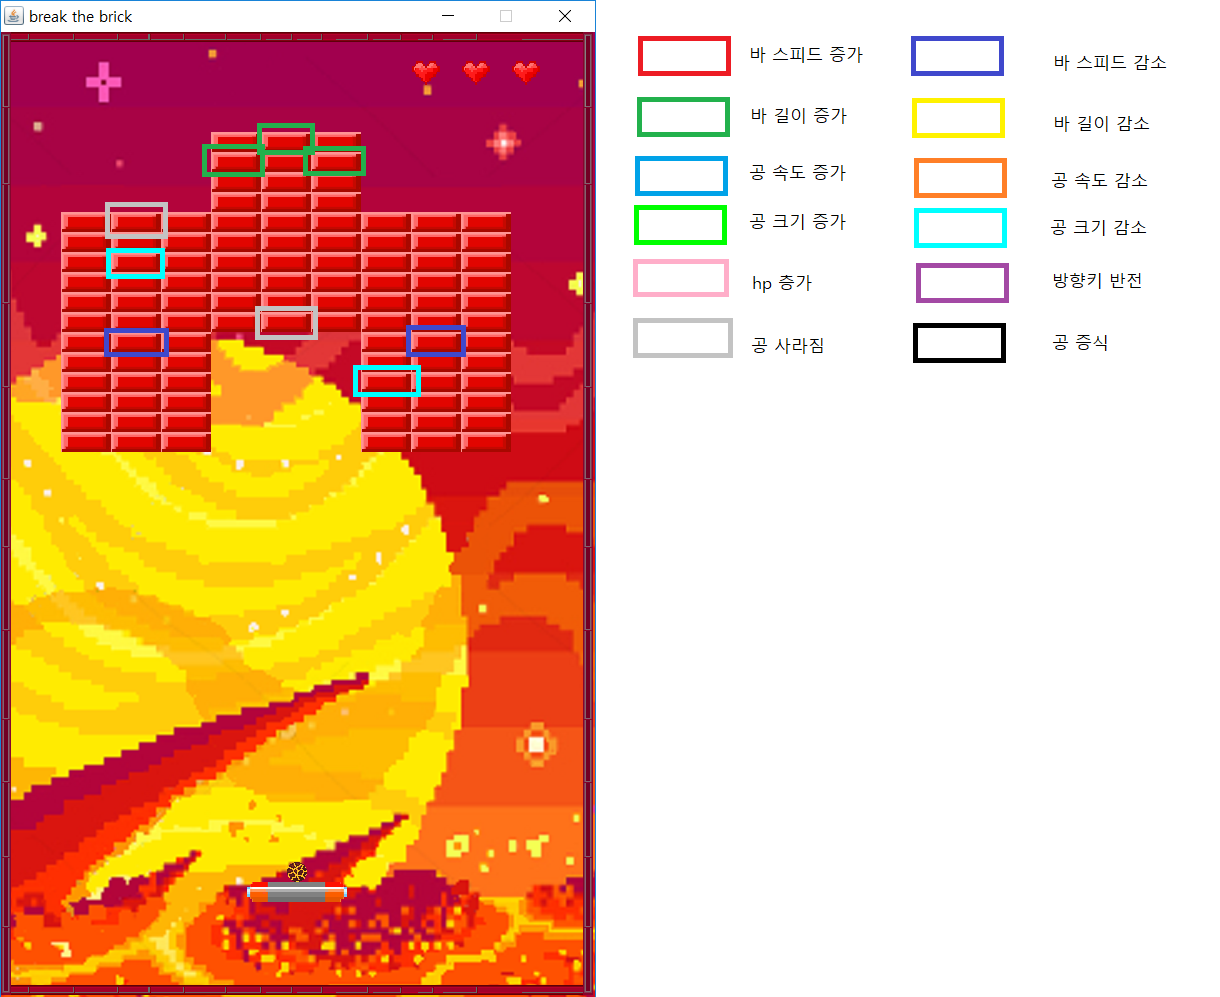 break the brick
바 스피드 증가
바 스피드 감소
바 길이 증가
바 길이 감소
공 속도 증가
공 속도 감소
공 크기 증가
공 크기 감소
hp 증가
방향키 반전
공 사라짐
공 증식